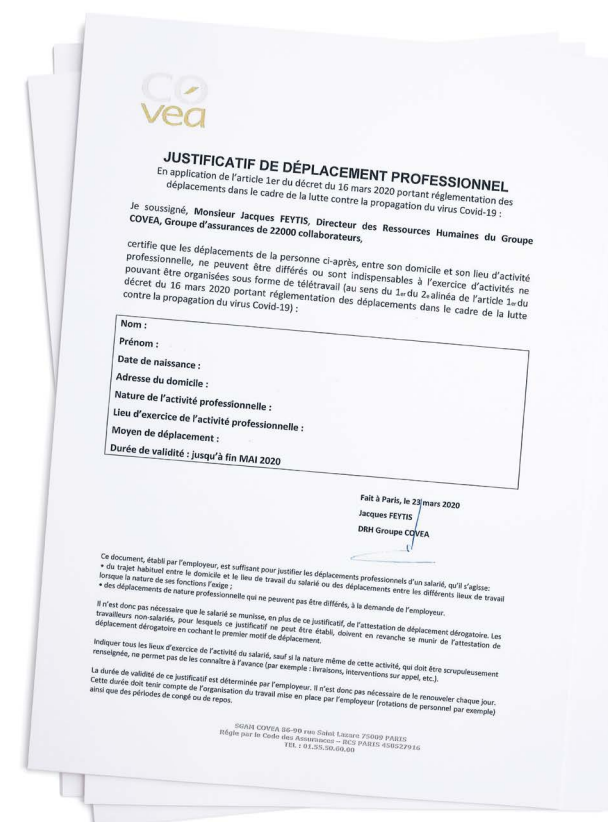 CO
vea
JUSTIFICATIF DE DÉPLACEMENT PROFESSIONNEL
En application de l'article 1er du décret du 16 mars 2020 portant réglementation des
déplacements dans le cadre de la lutte contre la propagation du virus Covid-19 :
Je soussigné, Monsieur Jacques FEYTIS, Directeur des Ressources Humaines du Groupe
COVEA, Groupe d'assurances de 22000 collaborateurs,
certifie que les déplacements de la personne ci-après, entre son domicile et son lieu d'activité
professionnelle, ne peuvent être différés ou sont indispensables à l'exercice d'activités ne
pouvant être organisées sous forme de télétravail (au sens du 1er du 2e alinéa de l'article 1er du
décret du 16 mars 2020 portant réglementation des déplacements dans le cadre de la lutte
contre la propagation du virus Covid-19) :
Nom :
Prénom :
Date de naissance :
Adresse du domicile :
Nature de l'activité professionnelle :
Lieu d'exercice de l'activité professionnelle :
Moyen de déplacement :
Durée de validité : jusqu'à fin MAI 2020
Fait à Paris, le 23 mars 2020
Jacques FEYTIS
DRH Groupe COVEA
Ce document, établi par l'employeur, est suffisant pour justifier les déplacements professionnels d'un salarié, qu'il s'agisse:
• du trajet habituel entre le domicile et le lieu de travail du salarié ou des déplacements entre les différents lieux de travail
lorsque la nature de ses fonctions l'exige ;
• des déplacements de nature professionnelle qui ne peuvent pas être différés, à la demande de l'employeur.
Il n'est donc pas nécessaire que le salarié se munisse, en plus de ce justificatif, de l'attestation de déplacement dérogatoire. Les
travailleurs non-salariés, pour lesquels ce justificatif ne peut être établi, doivent en revanche se munir de l'attestation de
déplacement dérogatoire en cochant le premier motif de déplacement.
Indiquer tous les lieux d'exercice de l'activité du salarié, sauf si la nature même de cette activité, qui doit être scrupuleusement
renseignée, ne permet pas de les connaître à l'avance (par exemple : livraisons, interventions sur appel, etc.).
La durée de validité de ce justificatif est déterminée par l'employeur. Il n'est donc pas nécessaire de le renouveler chaque jour.
Cette durée doit tenir compte de l'organisation du travail mise en place par l'employeur (rotations de personnel par exemple)
ainsi que des périodes de congé ou de repos.
SGAM COVEA 86-90 rue Saint Lazare 75009 PARIS
Régie par le Code des Assurances – RCS PARIS 450527916
TEL : 01.55.50.60.00